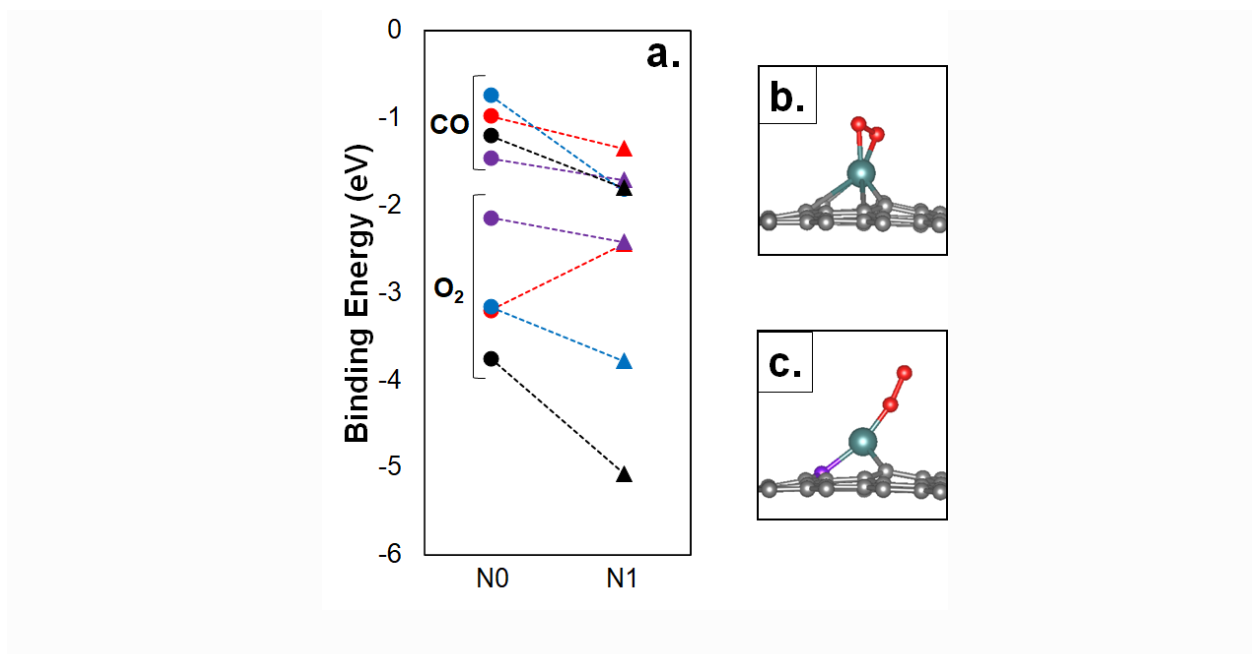 0
a.
-1
CO
-2
-3
O₂
-4
-5
-6
Binding Energy (eV)
N0 N1
b.
c.